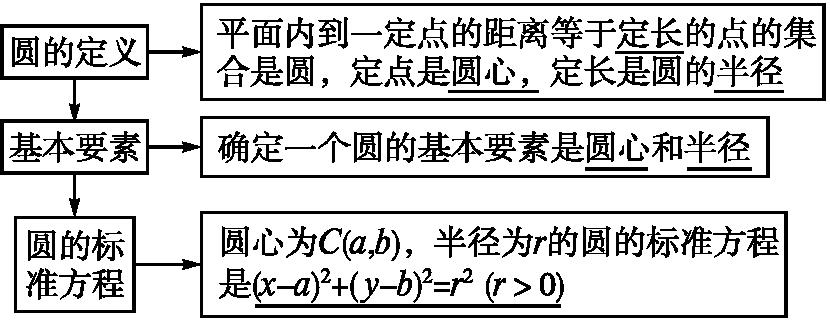 圆的定义
平面内到一定点的距离等于定长的点的集
合是圆，定点是圆心，定长是圆的半径
基本要素
确定一个圆的基本要素是圆心和半径
圆的标
准方程
圆心为C(a,b)，半径为r的圆的标准方程
是(x–a)²+(y–b)²=r² (r > 0)